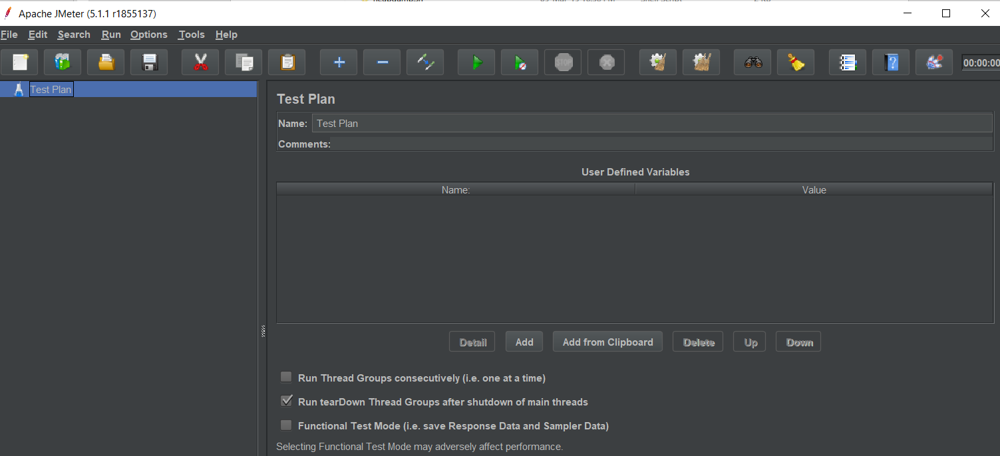 Apache JMeter (5.1.1 r1855137)
File Edit Search Run Options Tools Help
STOP
00:00:00
Test Plan
Test Plan
Name: Test Plan
Comments:
User Defined Variables
Name: Value
Detail Add Add from Clipboard Delete Up Down
Run Thread Groups consecutively (i.e. one at a time)
Run tearDown Thread Groups after shutdown of main threads
Functional Test Mode (i.e. save Response Data and Sampler Data)
Selecting Functional Test Mode may adversely affect performance.